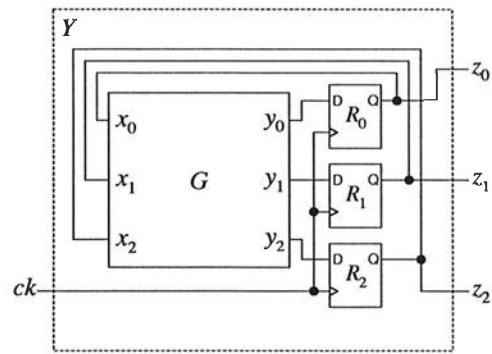 Y
z₀
x₀ y₀ D Q R₀
x₁ G y₁ D Q R₁ z₁
x₂ y₂ D Q R₂
ck z₂